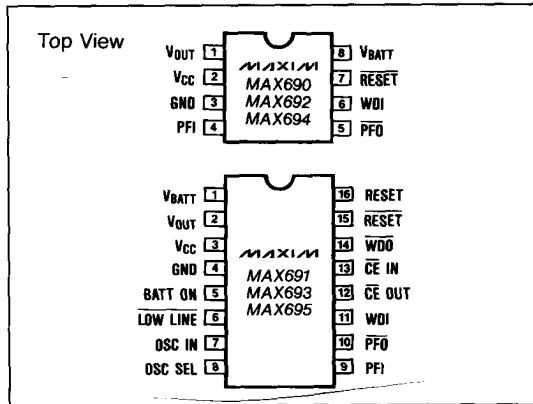 Top View
VOUT 1 8 VBATT
VCC 2 MAXIM 7 RESET
GND 3 MAX690 6 WDI
PFI 4 MAX692 5 PFO
MAX694
VBATT 1 16 RESET
VOUT 2 15 RESET
VCC 3 14 WDO
GND 4 MAXIM 13 CE IN
BATT ON 5 MAX691 12 CE OUT
LOW LINE 6 MAX693 11 WDI
OSC IN 7 MAX695 10 PFO
OSC SEL 8 9 PFI